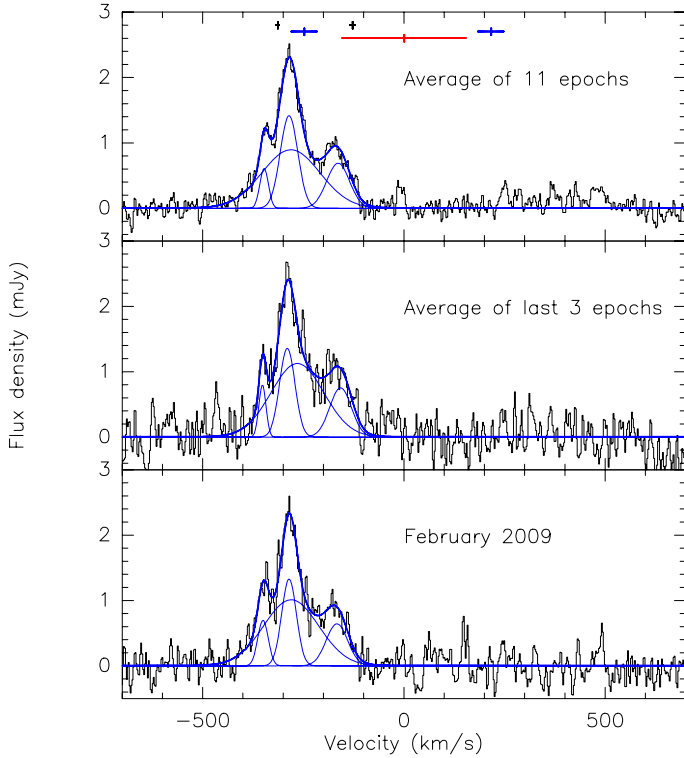 3
2
Average of 11 epochs
1
0
3
2
Average of last 3 epochs
1
0
3
2
February 2009
1
0
−500 0 500
Velocity (km/s)
Flux density (mJy)